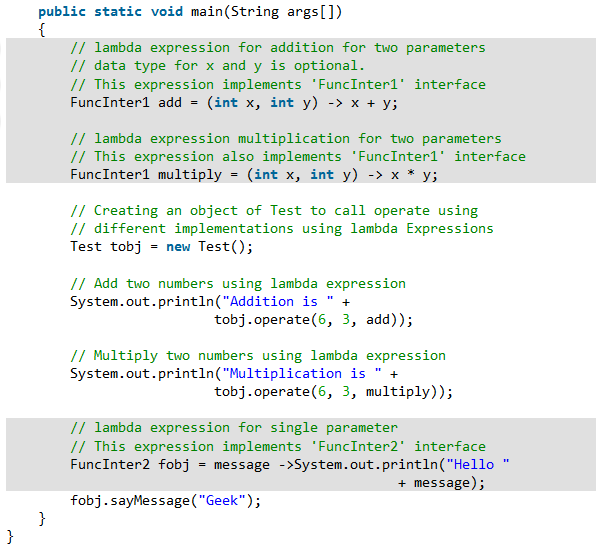 public static void main(String args[])
    {
        // lambda expression for addition for two parameters
        // data type for x and y is optional.
        // This expression implements 'FuncInter1' interface
        FuncInter1 add = (int x, int y) -> x + y;

        // lambda expression multiplication for two parameters
        // This expression also implements 'FuncInter1' interface
        FuncInter1 multiply = (int x, int y) -> x * y;

        // Creating an object of Test to call operate using
        // different implementations using lambda Expressions
        Test tobj = new Test();

        // Add two numbers using lambda expression
        System.out.println("Addition is " +
                          tobj.operate(6, 3, add));

        // Multiply two numbers using lambda expression
        System.out.println("Multiplication is " +
                          tobj.operate(6, 3, multiply));

        // lambda expression for single parameter
        // This expression implements 'FuncInter2' interface
        FuncInter2 fobj = message ->System.out.println("Hello "
                                                 + message);
        fobj.sayMessage("Geek");
    }
}